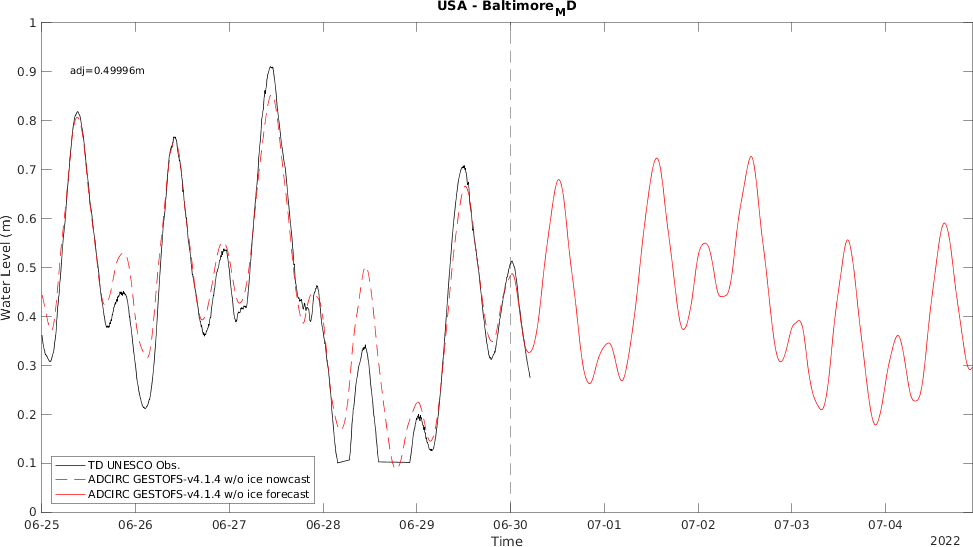 USA - Baltimore_MD
adj=0.49996m
1
0.9
0.8
0.7
0.6
0.5
0.4
0.3
0.2
0.1
0
Water Level (m)
TD UNESCO Obs.
ADCIRC GESTOFS-v4.1.4 w/o ice nowcast
ADCIRC GESTOFS-v4.1.4 w/o ice forecast
06-25 06-26 06-27 06-28 06-29 06-30 07-01 07-02 07-03 07-04
Time
2022